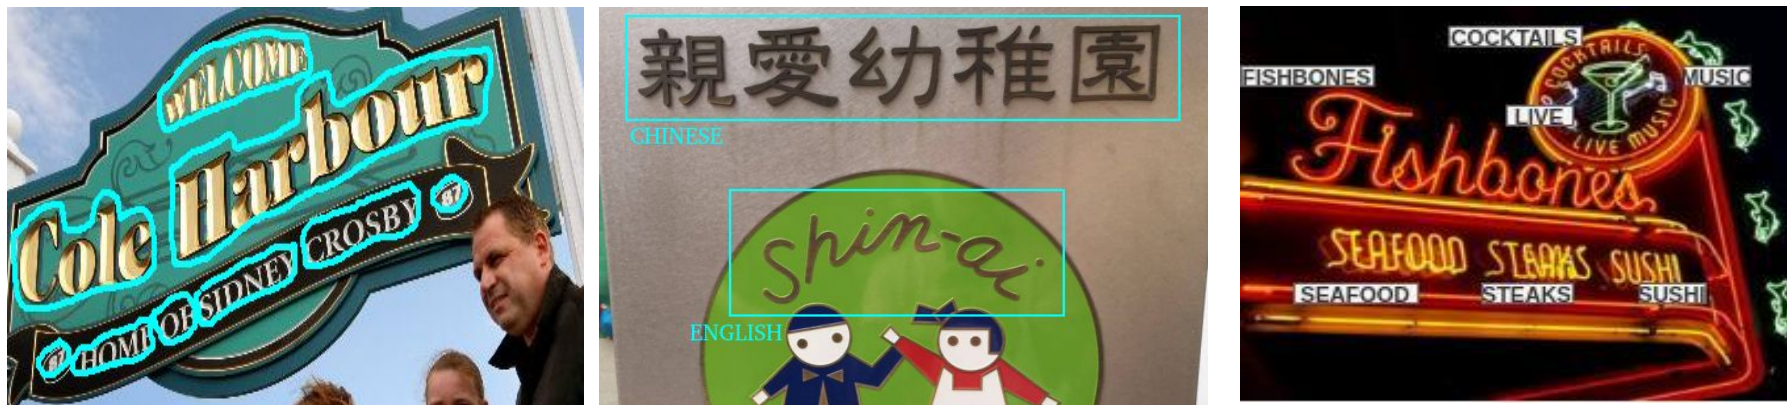 WELCOME
Cole Harbour
87 HOME OF SIDNEY CROSBY 87
親愛幼稚園
CHINESE
Shin-ai
ENGLISH
COCKTAILS
COCKTAILS
FISHBONES
MUSIC
LIVE
LIVE MUSIC
Fishbones
SEAFOOD STEAKS SUSHI
SEAFOOD STEAKS SUSHI